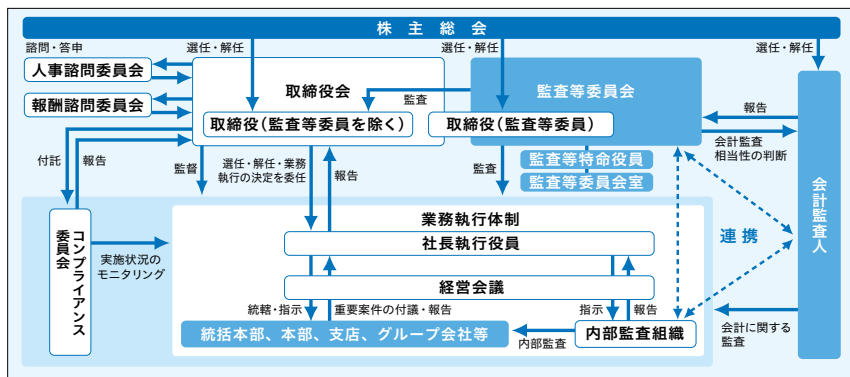 株主総会
諮問・答申
選任・解任
選任・解任
選任・解任
人事諮問委員会
報酬諮問委員会
取締役会
監査
監査等委員会
取締役（監査等委員を除く）
取締役（監査等委員）
報告
会計監査
相当性の判断
付託
報告
監督
選任・解任・業務
執行の決定を委任
報告
監査
監査等特命役員
監査等委員会室
会計監査人
コンプライアンス
委員会
実施状況の
モニタリング
業務執行体制
社長執行役員
経営会議
連携
統轄・指示
重要案件の付議・報告
指示
報告
統括本部、本部、支店、グループ会社等
内部監査
内部監査組織
会計に関する
監査